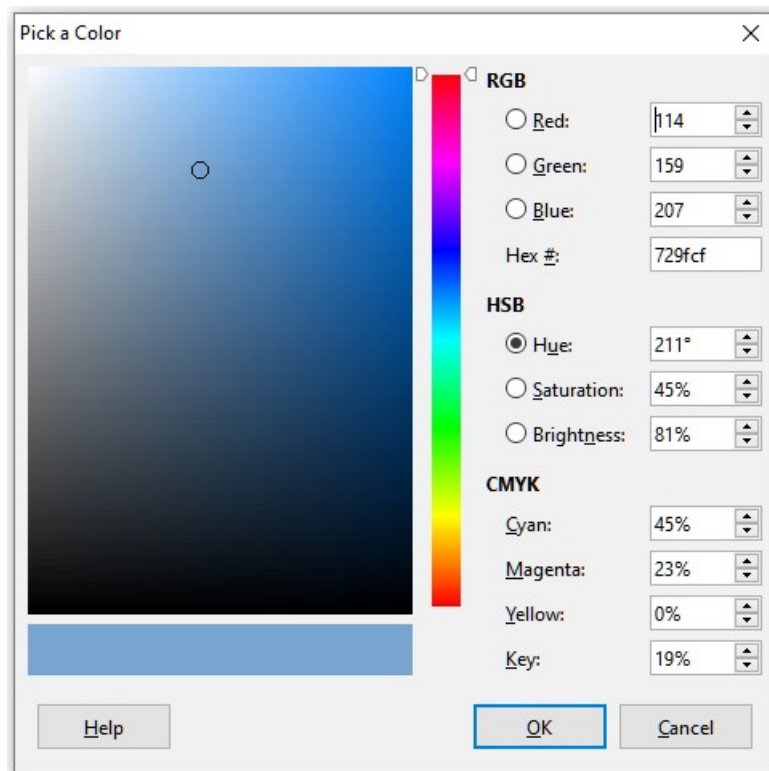 Pick a Color
RGB
Red: 114
Green: 159
Blue: 207
Hex #: 729fcf
HSB
Hue: 211°
Saturation: 45%
Brightness: 81%
CMYK
Cyan: 45%
Magenta: 23%
Yellow: 0%
Key: 19%
Help OK Cancel